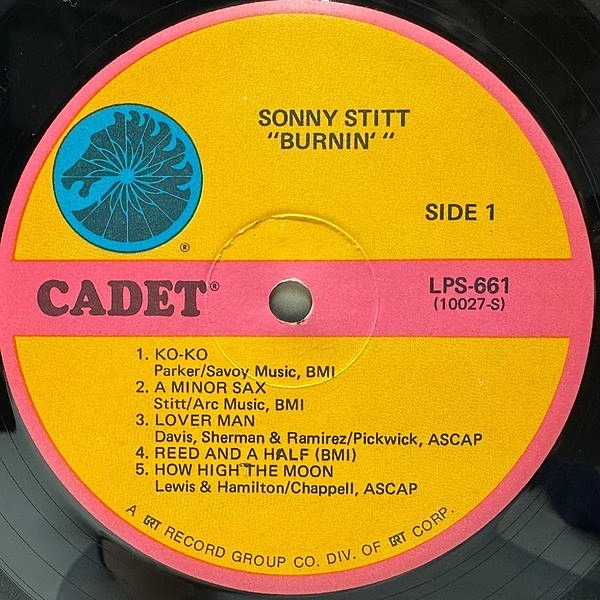 SONNY STITT
"BURNIN' "
SIDE 1
®
CADET®
LPS-661
(10027-S)
1. KO-KO
Parker/Savoy Music, BMI
2. A MINOR SAX
Stitt/Arc Music, BMI
3. LOVER MAN
Davis, Sherman & Ramirez/Pickwick, ASCAP
4. REED AND A HALF (BMI)
5. HOW HIGH THE MOON
Lewis & Hamilton/Chappell, ASCAP
A GRT RECORD GROUP CO. DIV. OF GRT CORP.